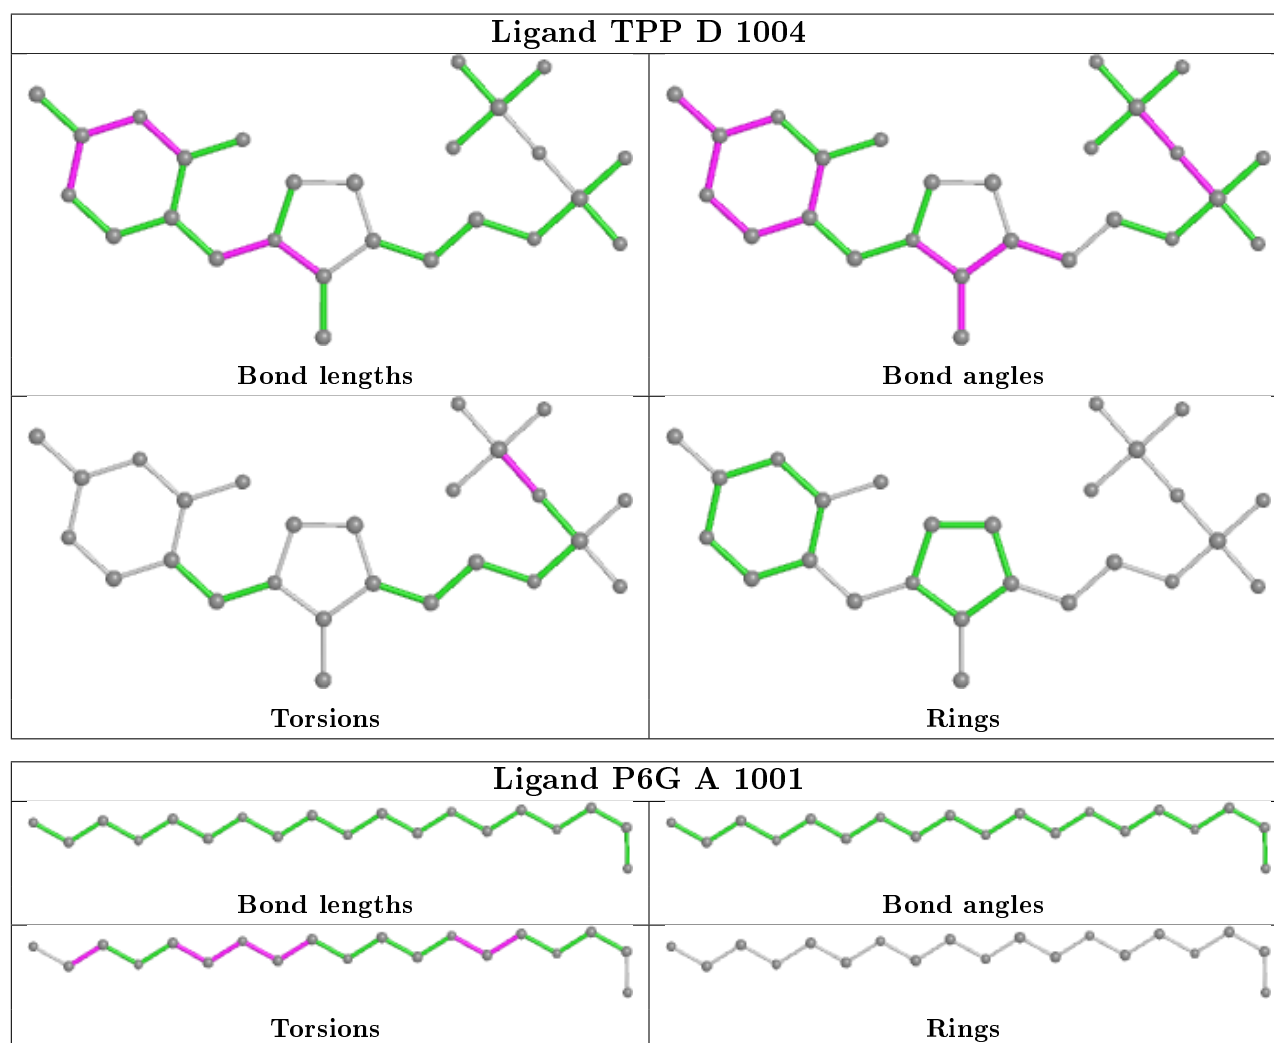 Ligand TPP D 1004
Bond lengths
Bond angles
Torsions
Rings
Ligand P6G A 1001
Bond lengths
Bond angles
Torsions
Rings